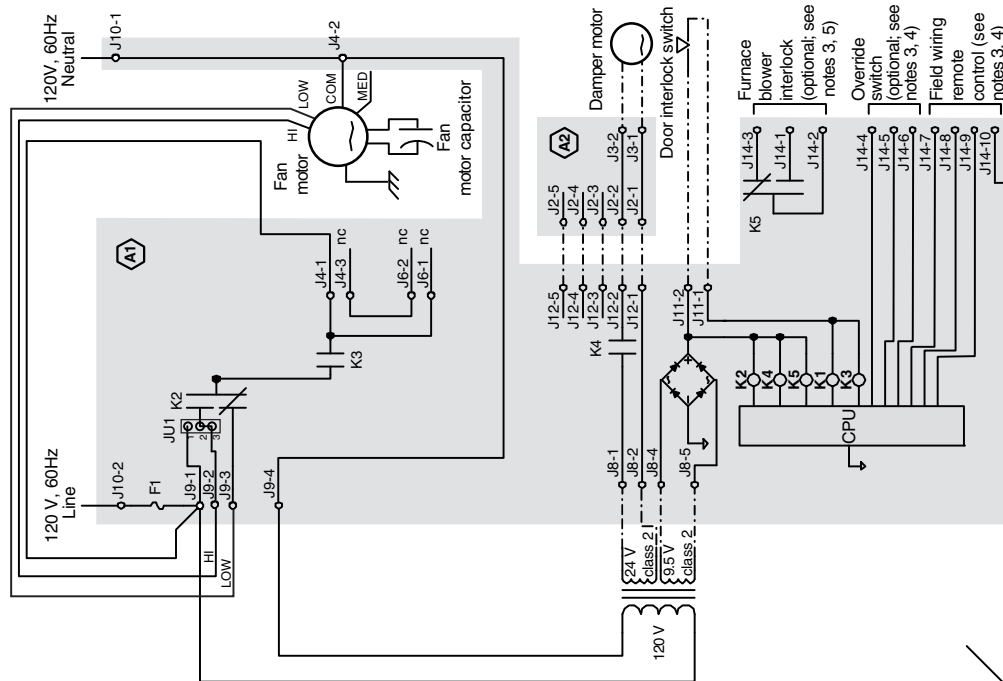 120V, 60Hz
Neutral
J10-1
J4-2
LOW
HI
COM
MED
Fan
motor
Fan
motor capacitor
A1
J4-1
J4-3
nc
J6-2
nc
J6-1
nc
K3
K2
JU1
1
2
3
120 V, 60Hz
Line
J10-2
F1
J9-1
J9-2
J9-3
J9-4
HI
LOW
Damper motor
Door interlock switch
A2
J3-2
J3-1
J2-5
J2-4
J2-3
J2-2
J2-1
J12-5
J12-4
J12-3
J12-2
J12-1
K4
J11-2
J11-1
J8-1
J8-2
J8-4
J8-5
24 V
class 2
9.5 V
class 2
120 V
Furnace
blower
interlock
(optional; see
notes 3, 5)
Override
switch
(optional; see
notes 3, 4)
Field wiring
remote
control (see
notes 3, 4)
J14-3
J14-1
J14-2
J14-4
J14-5
J14-6
J14-7
J14-8
J14-9
J14-10
K5
K2
K4
K5
K1
K3
CPU